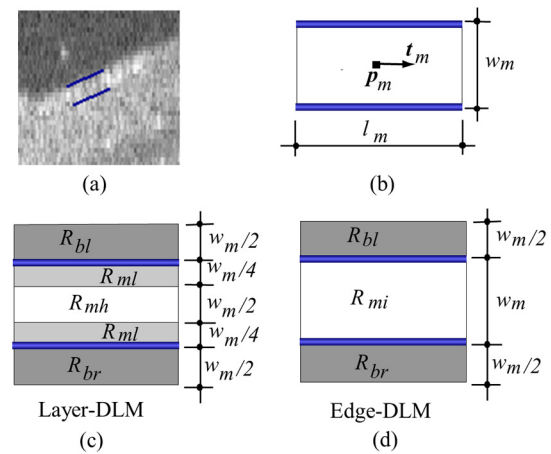 t_m
p_m
w_m
l_m
(a)
(b)
R_bl
w_m/2
R_ml
w_m/4
R_mh
w_m/2
R_ml
w_m/4
R_br
w_m/2
Layer-DLM
(c)
R_bl
w_m/2
R_mi
w_m
R_br
w_m/2
Edge-DLM
(d)